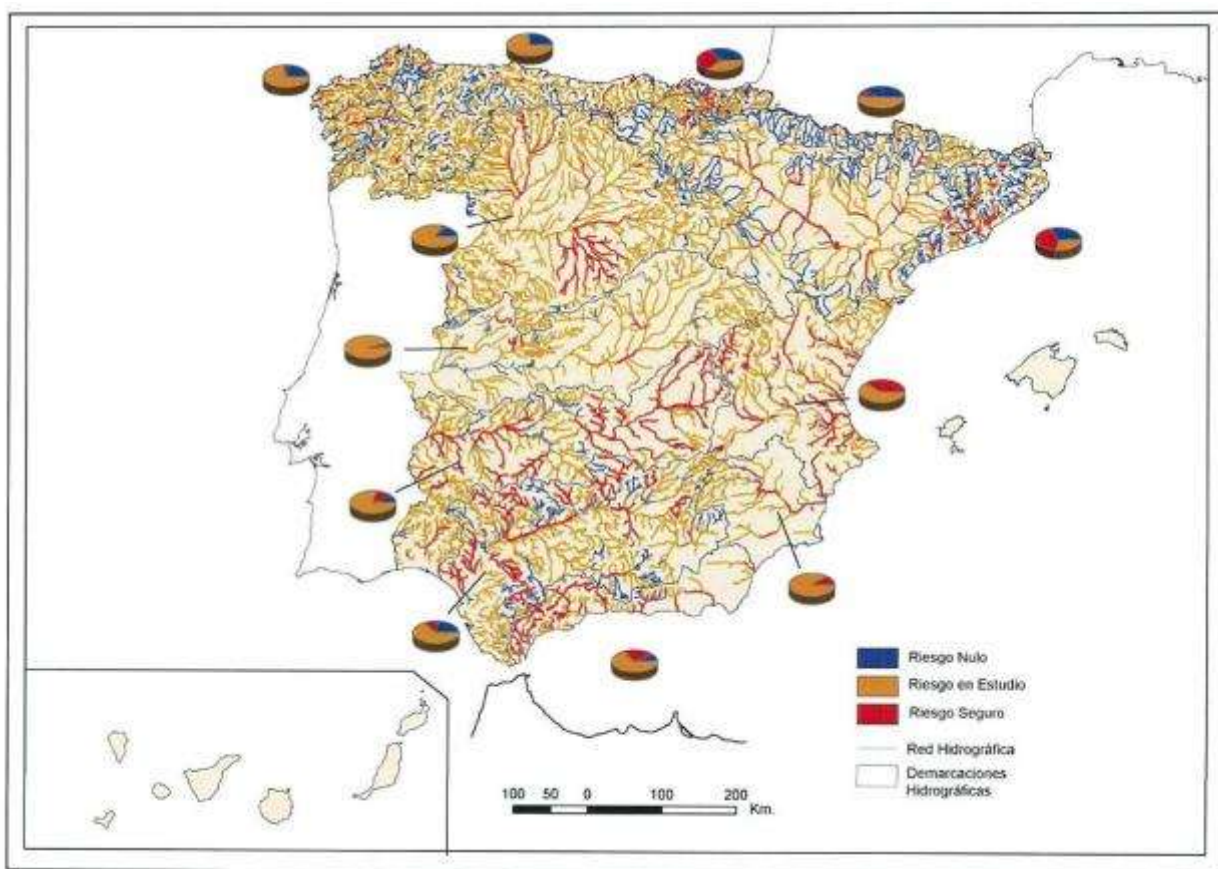 Riesgo Nulo
Riesgo en Estudio
Riesgo Seguro
Red Hidrográfica
Demarcaciones
Hidrográficas
100 50 0 100 200
Km.